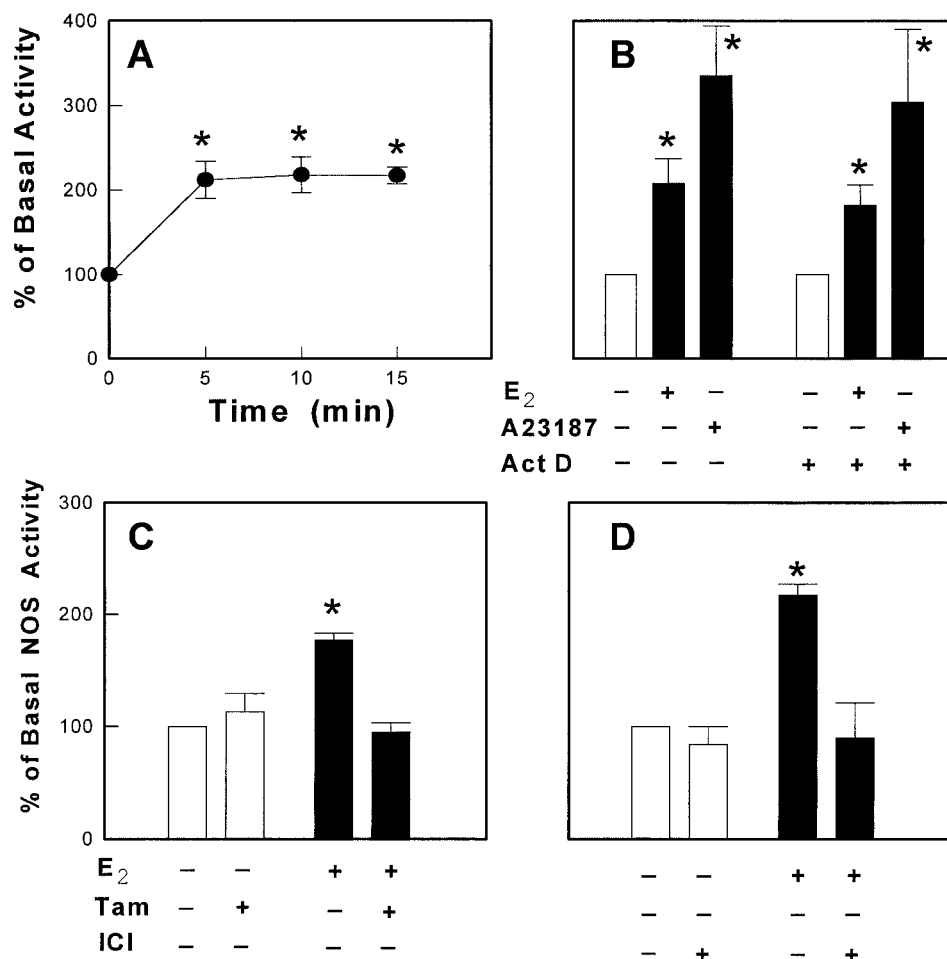 400
300
200
100
0
% of Basal Activity
A
*
*
*
0
5
10
15
Time (min)
B
*
*
*
*
E₂ – + – – + –
A23187 – – + – – +
Act D – – – + + +
300
200
100
0
% of Basal NOS Activity
C
*
D
*
E₂ – – + + – – + +
Tam – + – + – – – –
ICI – – – – – + – +